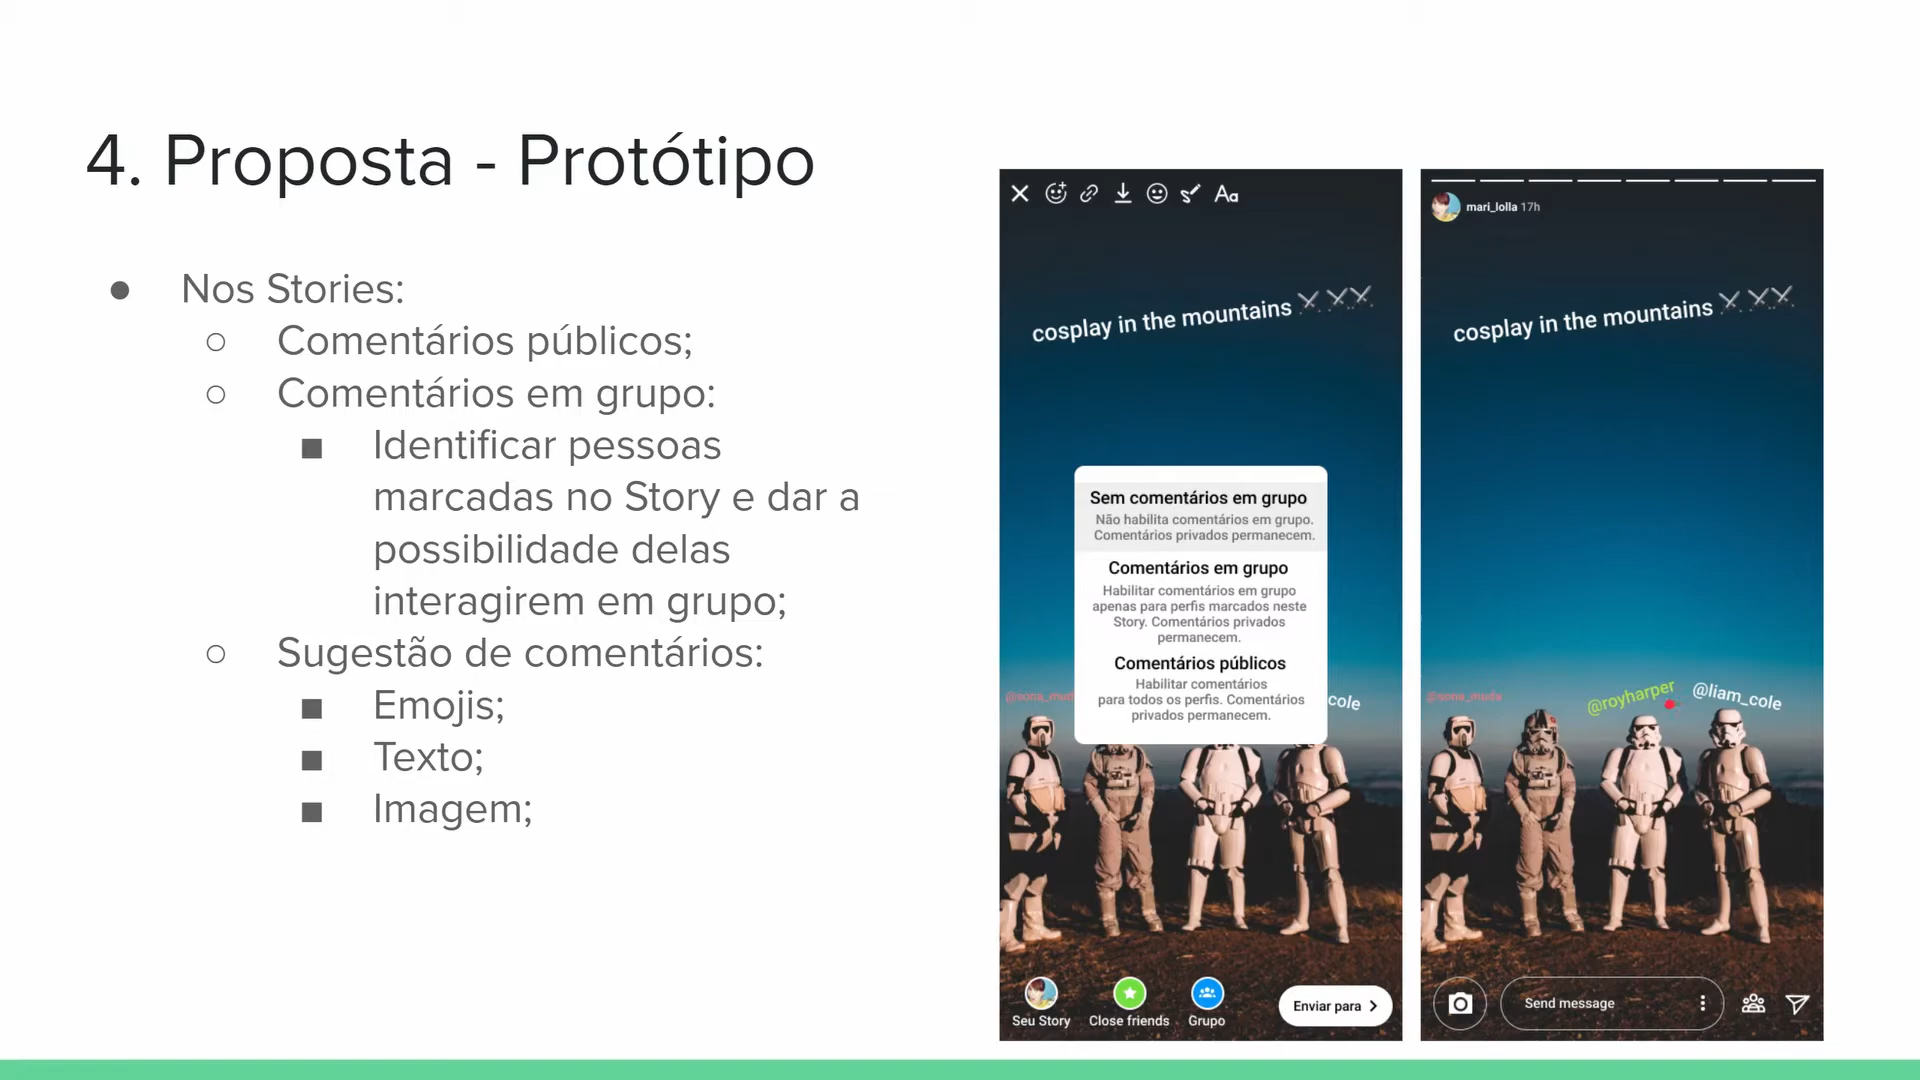 4. Proposta - Protótipo
● Nos Stories:
○ Comentários públicos;
○ Comentários em grupo:
■ Identificar pessoas
marcadas no Story e dar a
possibilidade delas
interagirem em grupo;
○ Sugestão de comentários:
■ Emojis;
■ Texto;
■ Imagem;
Aa
cosplay in the mountains
Sem comentários em grupo
Não habilita comentários em grupo.
Comentários privados permanecem.
Comentários em grupo
Habilitar comentários em grupo
apenas para perfis marcados neste
Story. Comentários privados
permanecem.
Comentários públicos
Habilitar comentários
para todos os perfis. Comentários
privados permanecem.
cole
Seu Story
Close friends
Grupo
Enviar para
mari_lolla 17h
cosplay in the mountains
@royharper
@liam_cole
Send message